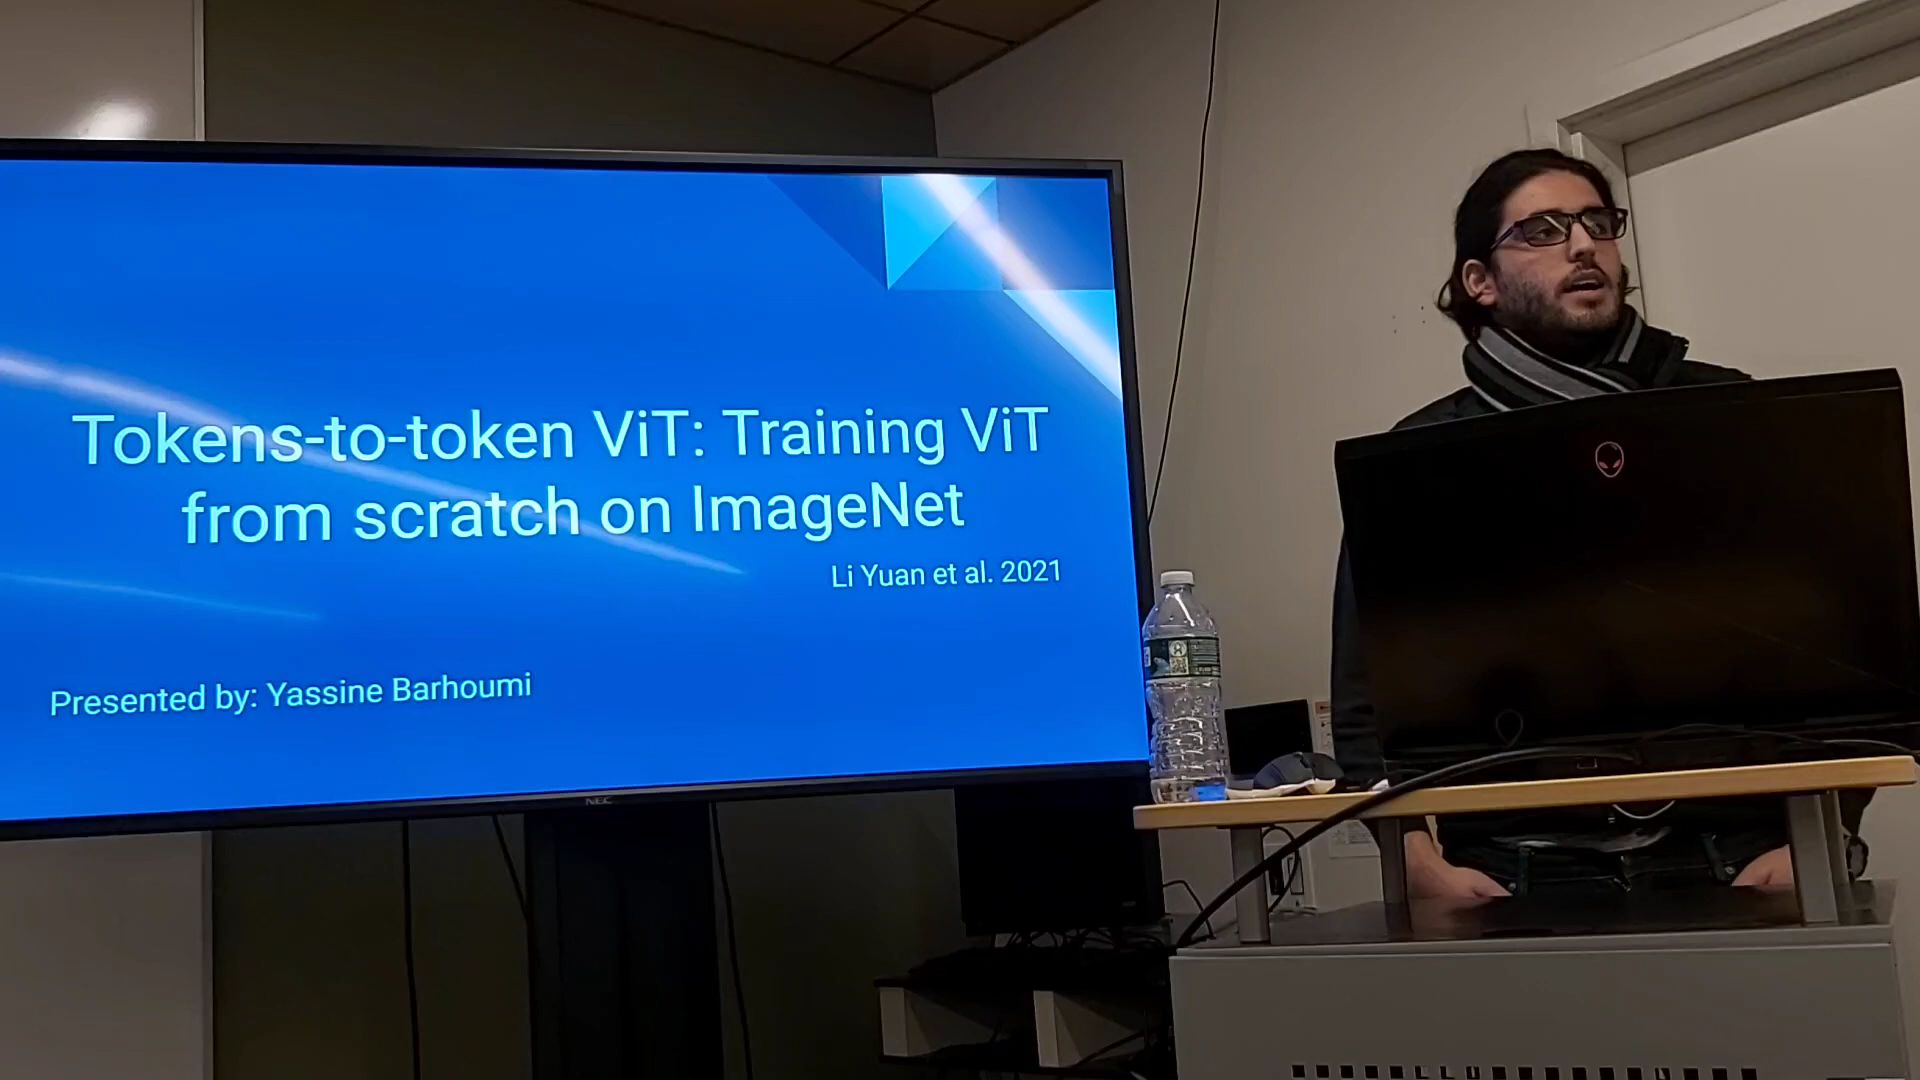 Tokens-to-token ViT: Training ViT
from scratch on ImageNet
Li Yuan et al. 2021
Presented by: Yassine Barhoumi
NEC